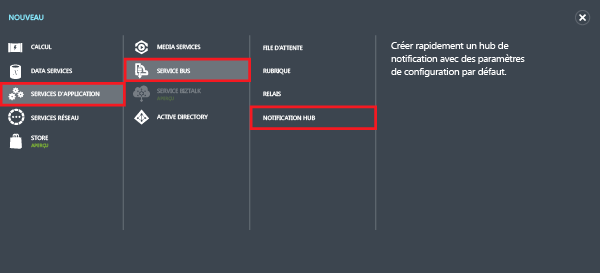 NOUVEAU
CALCUL
DATA SERVICES
SERVICES D'APPLICATION
SERVICES RÉSEAU
STORE
APERÇU
MEDIA SERVICES
SERVICE BUS
SERVICE BIZTALK
APERÇU
ACTIVE DIRECTORY
FILE D'ATTENTE
RUBRIQUE
RELAIS
NOTIFICATION HUB
Créer rapidement un hub de
notification avec des paramètres
de configuration par défaut.